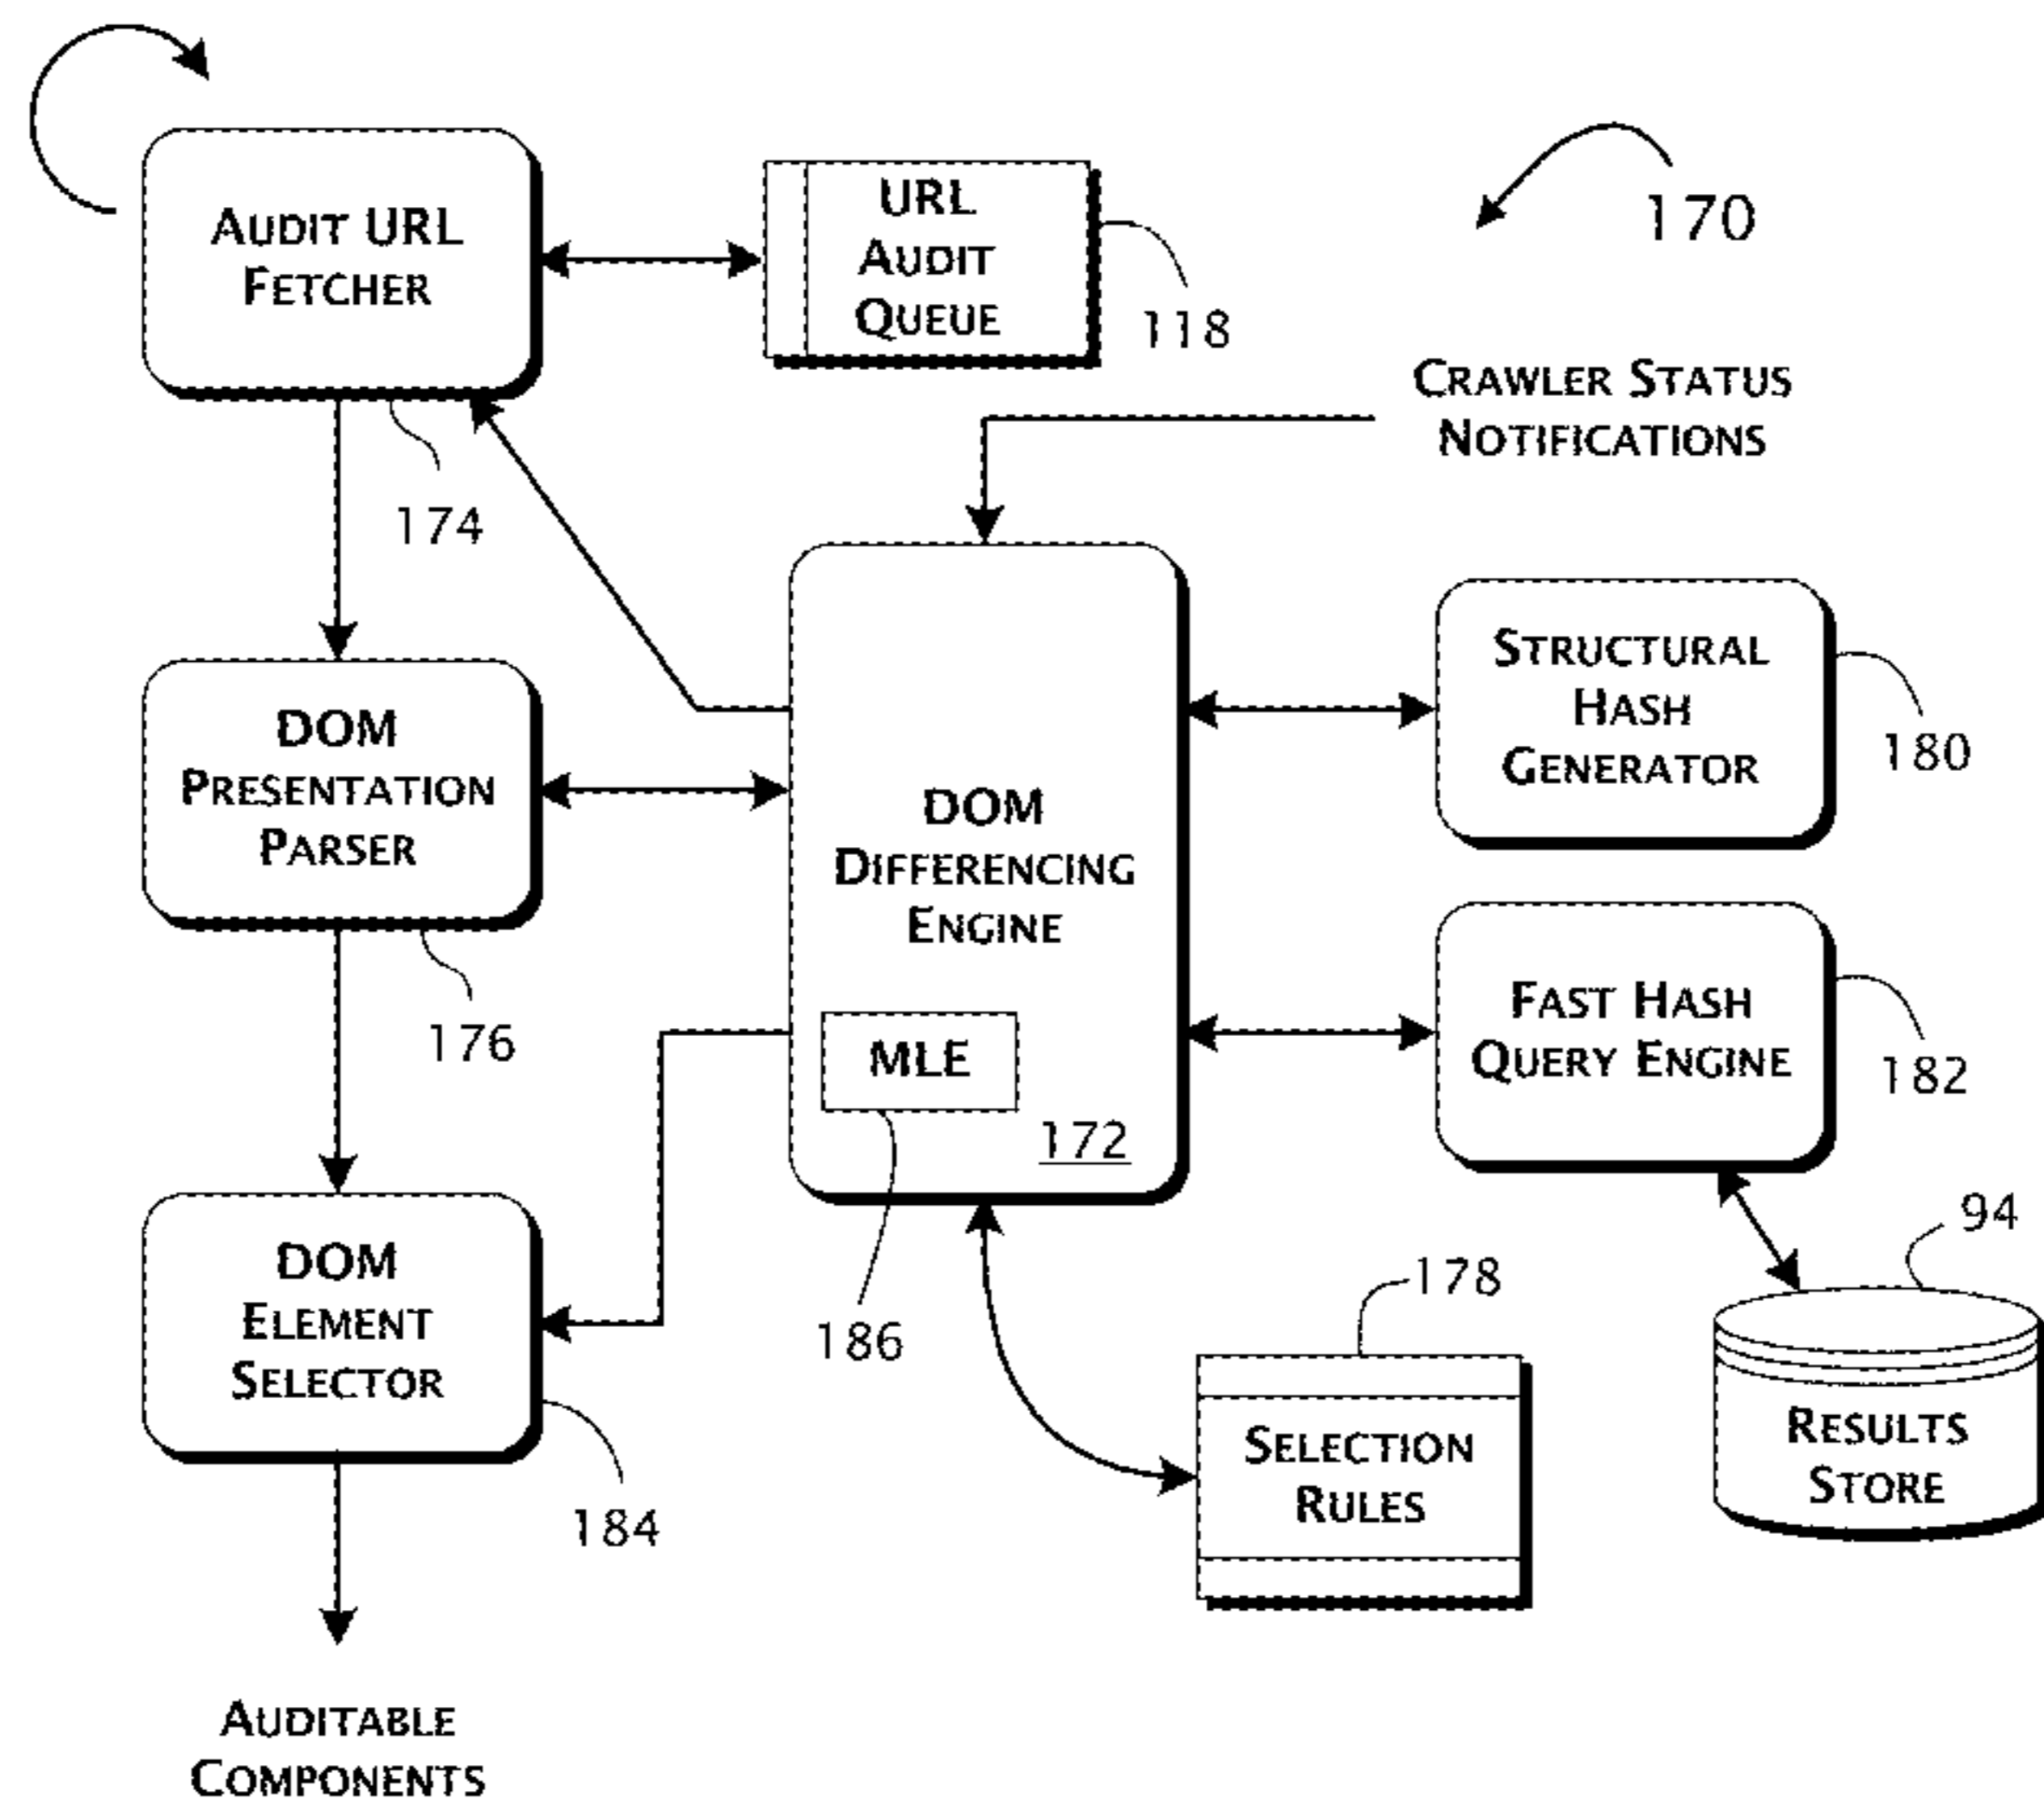 AUDIT URL
FETCHER
URL
AUDIT
QUEUE
170
118
CRAWLER STATUS
NOTIFICATIONS
174
STRUCTURAL
HASH
GENERATOR
180
DOM
PRESENTATION
PARSER
176
DOM
DIFFERENCING
ENGINE
MLE
172
186
FAST HASH
QUERY ENGINE
182
DOM
ELEMENT
SELECTOR
184
178
SELECTION
RULES
94
RESULTS
STORE
AUDITABLE
COMPONENTS